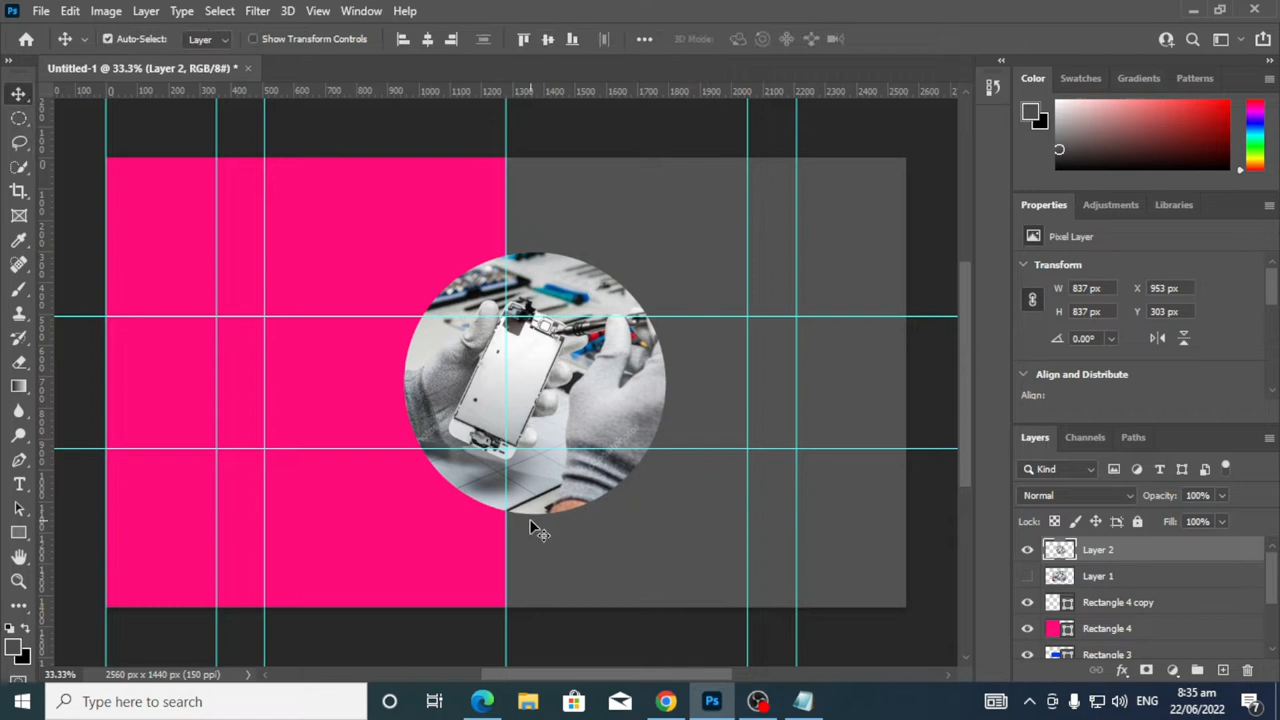 Ps File Edit Image Layer Type Select Filter 3D View Window Help
Auto-Select: Layer Show Transform Controls 3D Mode:
Untitled-1 @ 33.3% (Layer 2, RGB/8#) *
100 0 100 200 300 400 500 600 700 800 900 1000 1100 1200 1300 1400 1500 1600 1700 1800 1900 2000 2100 2200 2300 2400 2500
Color Swatches Gradients Patterns
Properties Adjustments Libraries
Pixel Layer
Transform
W 837 px X 953 px
H 837 px Y 303 px
0.00°
Align and Distribute
Align:
Layers Channels Paths
Kind
Normal Opacity: 100%
Lock: Fill: 100%
Layer 2
Layer 1
Rectangle 4 copy
Rectangle 4
Rectangle 3
33.33% 2560 px x 1440 px (150 ppi)
Type here to search
Ps
ENG
8:35 am
22/06/2022
7